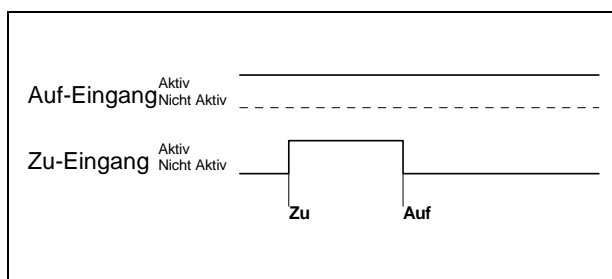 Auf-Eingang Aktiv
Nicht Aktiv
Zu-Eingang Aktiv
Nicht Aktiv
Zu Auf